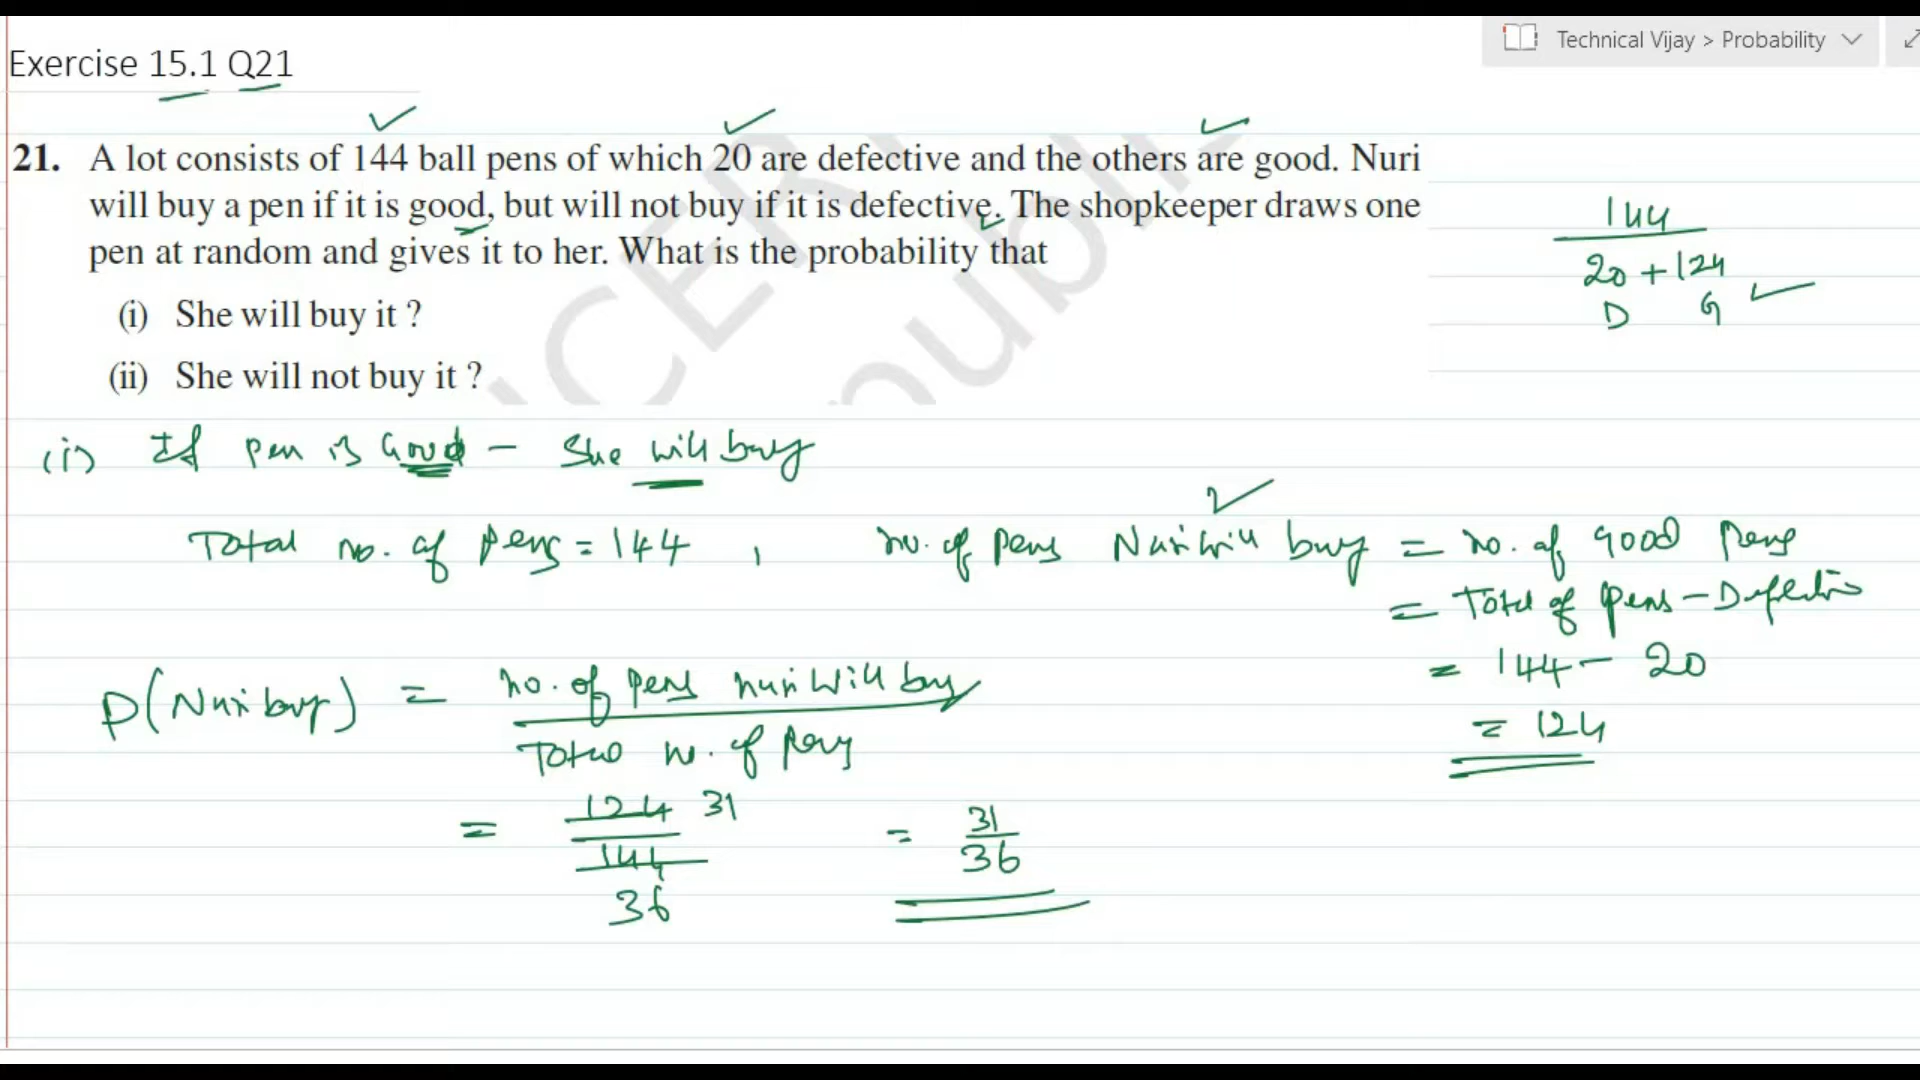 Technical Vijay > Probability
Exercise 15.1 Q21
21. A lot consists of 144 ball pens of which 20 are defective and the others are good. Nuri
will buy a pen if it is good, but will not buy if it is defective. The shopkeeper draws one
pen at random and gives it to her. What is the probability that
(i) She will buy it ?
(ii) She will not buy it ?
144
20 + 124
D G
(i) If pen is Good - She will buy
Total no. of pens = 144 , no. of pens Nuri will buy = no. of good pens
= Total of pens -
= 144 - 20
= 124
P(Nuri buy) = no. of pens nuri will buy
Total no. of pens
= 124 31
144
36
= 31
36